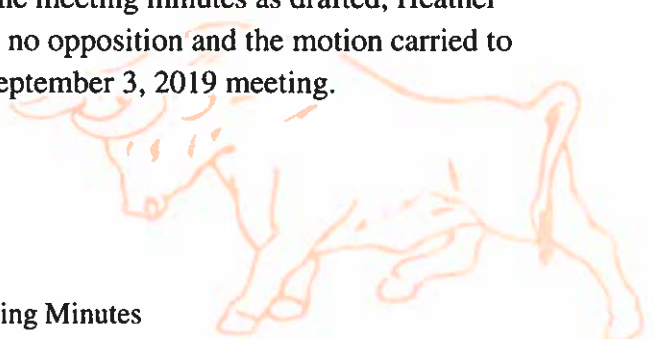 he meeting minutes as drafted, Heather
no opposition and the motion carried to
eptember 3, 2019 meeting.
ing Minutes